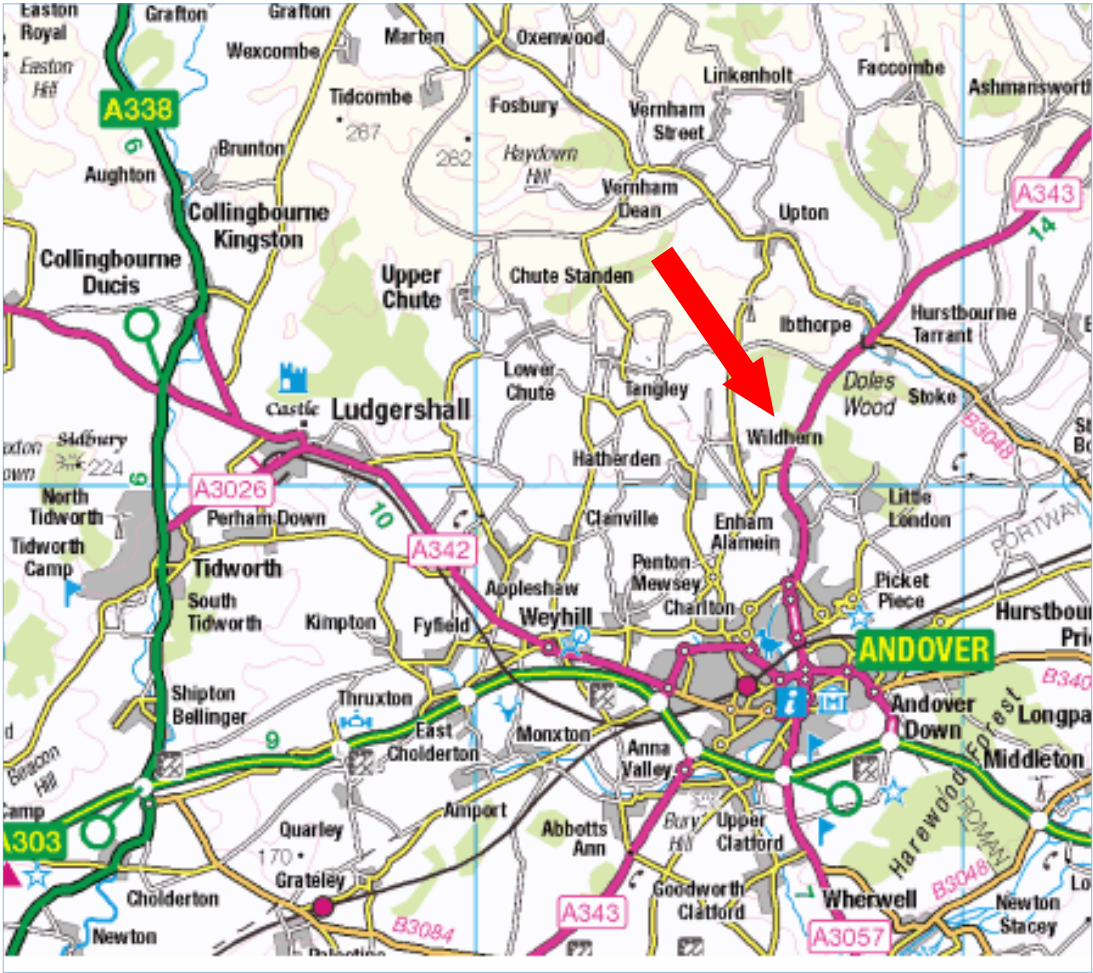 Easton
Royal
Grafton
Grafton
Marten
Oxenwood
Wexcombe
Easton
Hill
Linkenholt
Faccombe
Ashmansworth
A338
Tidcombe
Fosbury
Vernham
Street
267
262
6
Brunton
Haydown
Hill
Aughton
Vernham
Dean
A343
Collingbourne
Kingston
Upton
14
Collingbourne
Ducis
Upper
Chute
Chute Standen
Ibthorpe
Hurstbourne
Tarrant
Lower
Chute
Tangley
Doles
Wood
Stoke
Castle
Ludgershall
B3048
Wildhern
Sidbury
224
Hatherden
9
A3026
North
Tidworth
10
Little
London
Perham Down
Clanville
Enham
Alamein
PORTWAY
Tidworth
Camp
A342
Tidworth
Penton
Mewsey
Appleshaw
Picket
Piece
South
Tidworth
Charlton
Weyhill
Kimpton
Fyfield
ANDOVER
Shipton
Bellinger
Thruxton
Andover
Down
9
East
Cholderton
Monxton
Anna
Valley
Middleton
Beacon
Hill
Harewood Forest
ROMAN
Amport
Camp
A303
Quarley
Abbotts
Ann
Bury
Hill
Upper
Clatford
170
Grateley
Cholderton
Goodworth
Clatford
7
Wherwell
B3048
Newton
Stacey
A343
B3084
A3057
Newton